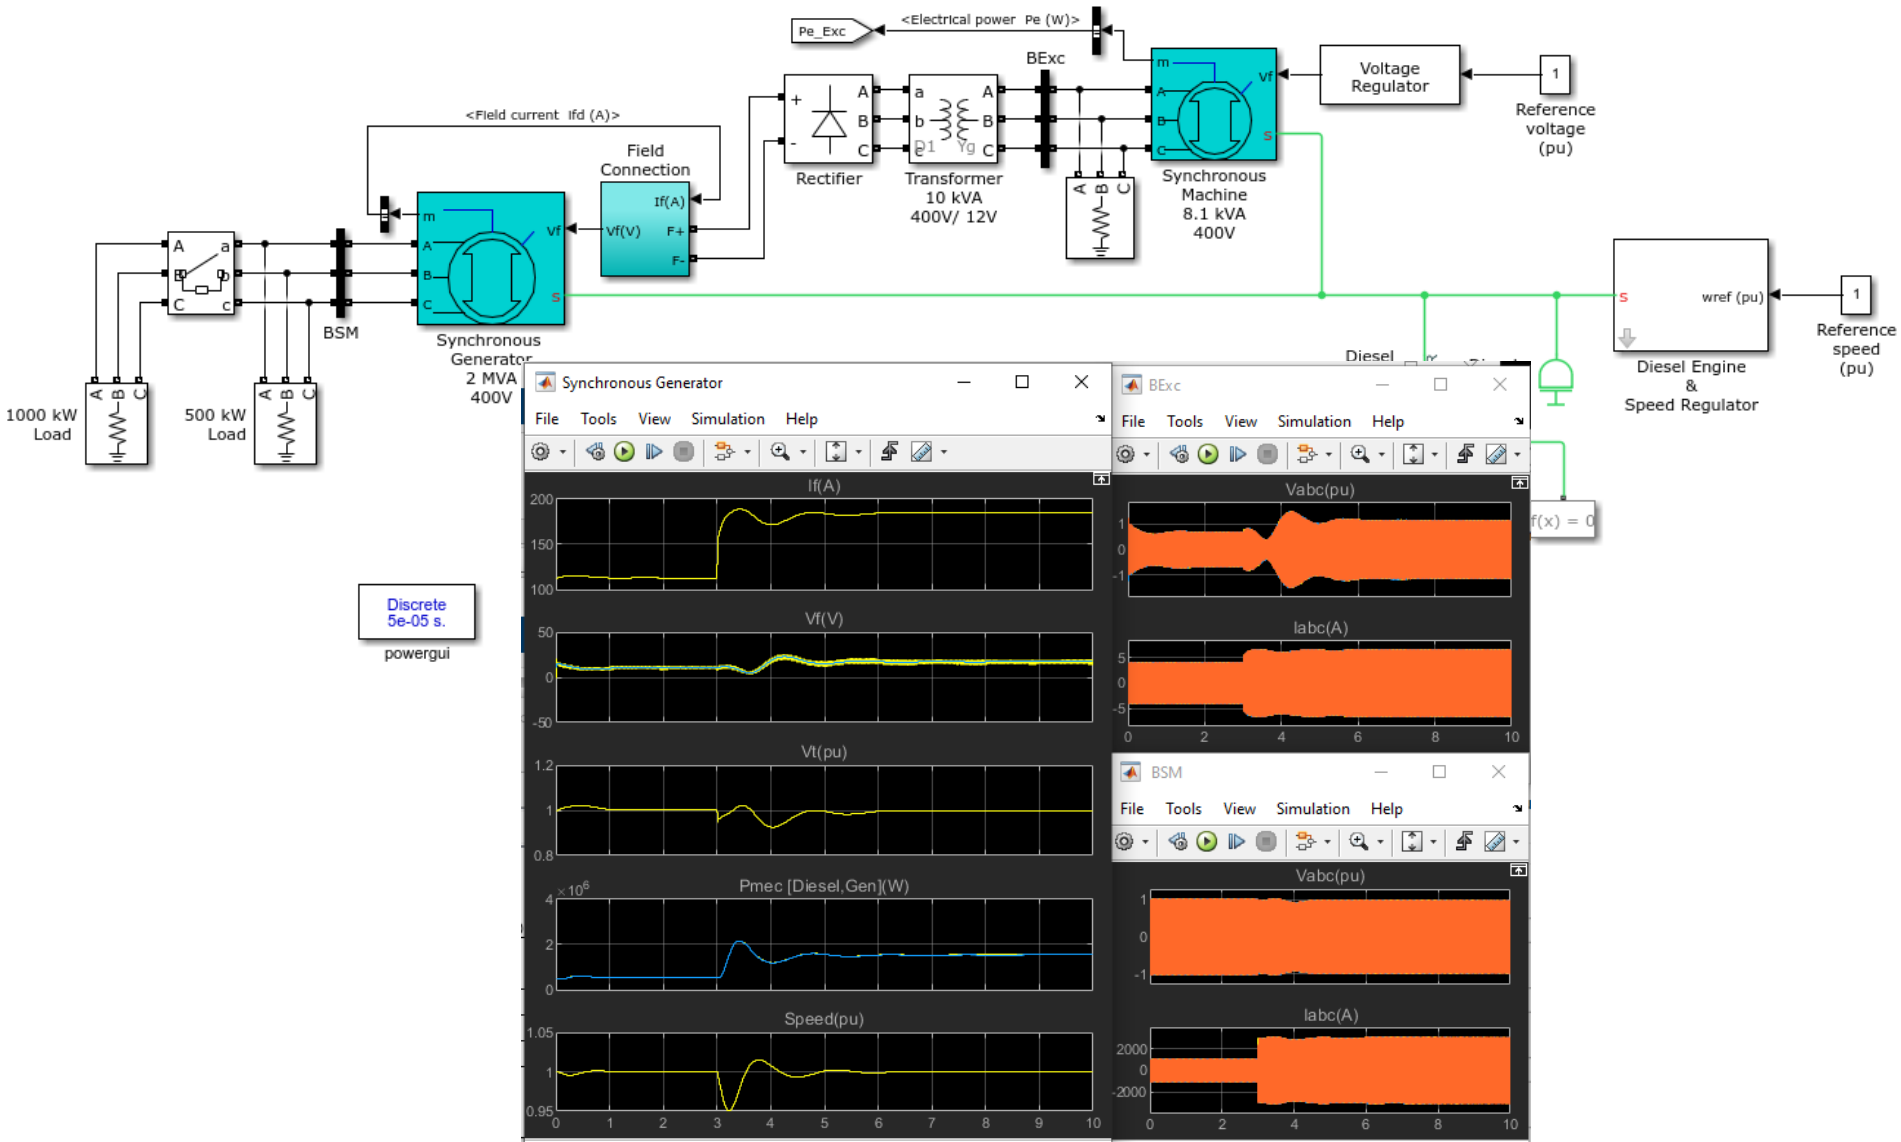 <Electrical power Pe (W)>
Pe_Exc
BExc
m
A
B
C
Vf
S
Voltage
Regulator
1
Reference
voltage
(pu)
+
-
A
B
C
a
b
c
D1 Yg
A
B
C
Rectifier
Transformer
10 kVA
400V/ 12V
A B C
Synchronous
Machine
8.1 kVA
400V
<Field current Ifd (A)>
Field
Connection
If(A)
Vf(V)
F+
F-
m
A
B
C
Vf
S
A a
B b
C c
BSM
Synchronous
Generator
2 MVA
400V
A B C
1000 kW
Load
A B C
500 kW
Load
S
wref (pu)
1
Reference
speed
(pu)
Diesel Engine
&
Speed Regulator
Diesel
f(x) = 0
Discrete
5e-05 s.
powergui
Synchronous Generator
File Tools View Simulation Help
If(A)
200
150
100
Vf(V)
50
0
-50
Vt(pu)
1.2
1
0.8
Pmec [Diesel,Gen](W)
×10^6
4
2
0
Speed(pu)
1.05
1
0.95
0 1 2 3 4 5 6 7 8 9 10
BExc
File Tools View Simulation Help
Vabc(pu)
1
0
-1
Iabc(A)
5
0
-5
0 2 4 6 8 10
BSM
File Tools View Simulation Help
Vabc(pu)
1
0
-1
Iabc(A)
2000
0
-2000
0 2 4 6 8 10